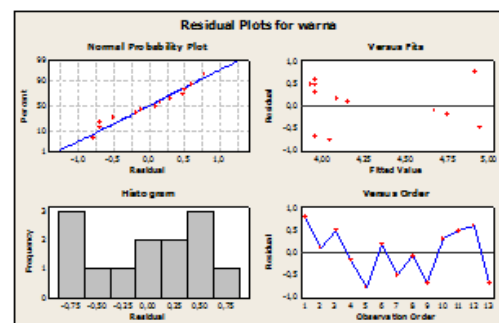 Residual Plots for warna
Normal Probability Plot
99
90
50
10
1
Percent
-1,0 -0,5 0,0 0,5 1,0
Residual
Versus Fits
1,0
0,5
0,0
-0,5
-1,0
Residual
4,00 4,25 4,50 4,75 5,00
Fitted Value
Histogram
3
2
1
0
Frequency
-0,75 -0,50 -0,25 0,00 0,25 0,50 0,75
Residual
Versus Order
1,0
0,5
0,0
-0,5
-1,0
Residual
1 2 3 4 5 6 7 8 9 10 11 12 13
Observation Order